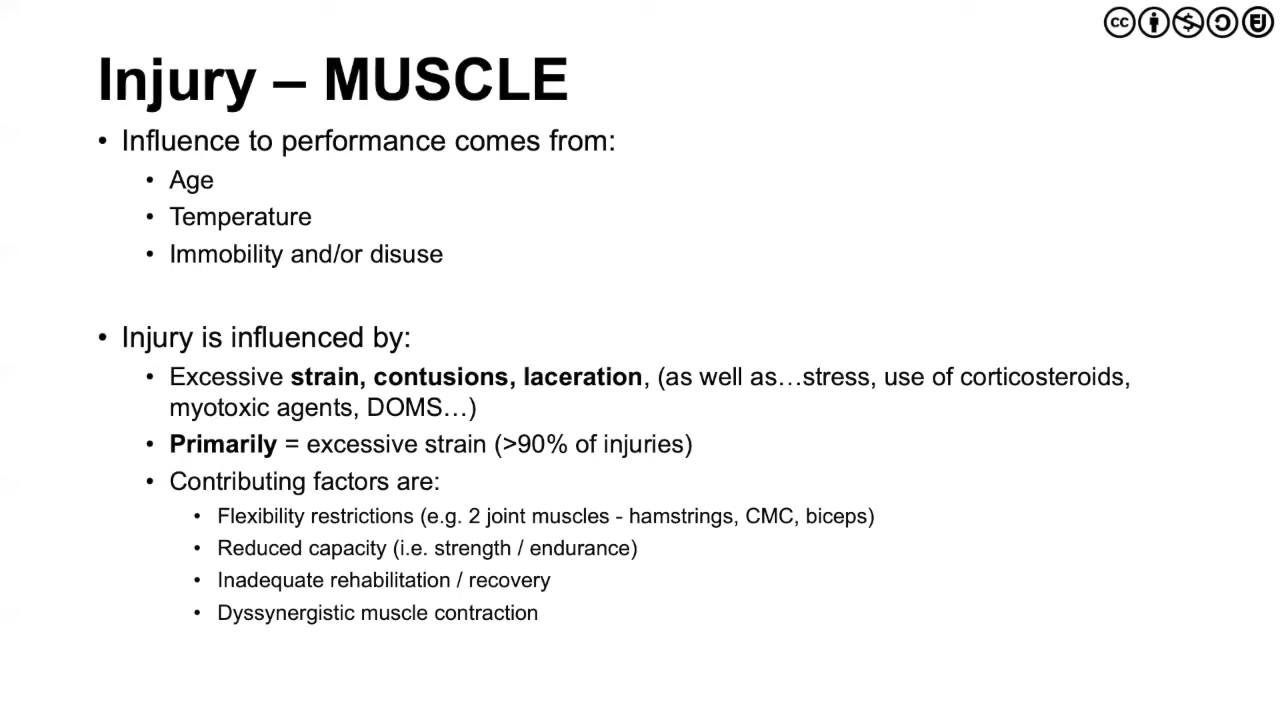 Injury – MUSCLE
• Influence to performance comes from:
• Age
• Temperature
• Immobility and/or disuse
• Injury is influenced by:
• Excessive strain, contusions, laceration, (as well as…stress, use of corticosteroids,
myotoxic agents, DOMS…)
• Primarily = excessive strain (>90% of injuries)
• Contributing factors are:
• Flexibility restrictions (e.g. 2 joint muscles - hamstrings, CMC, biceps)
• Reduced capacity (i.e. strength / endurance)
• Inadequate rehabilitation / recovery
• Dyssynergistic muscle contraction